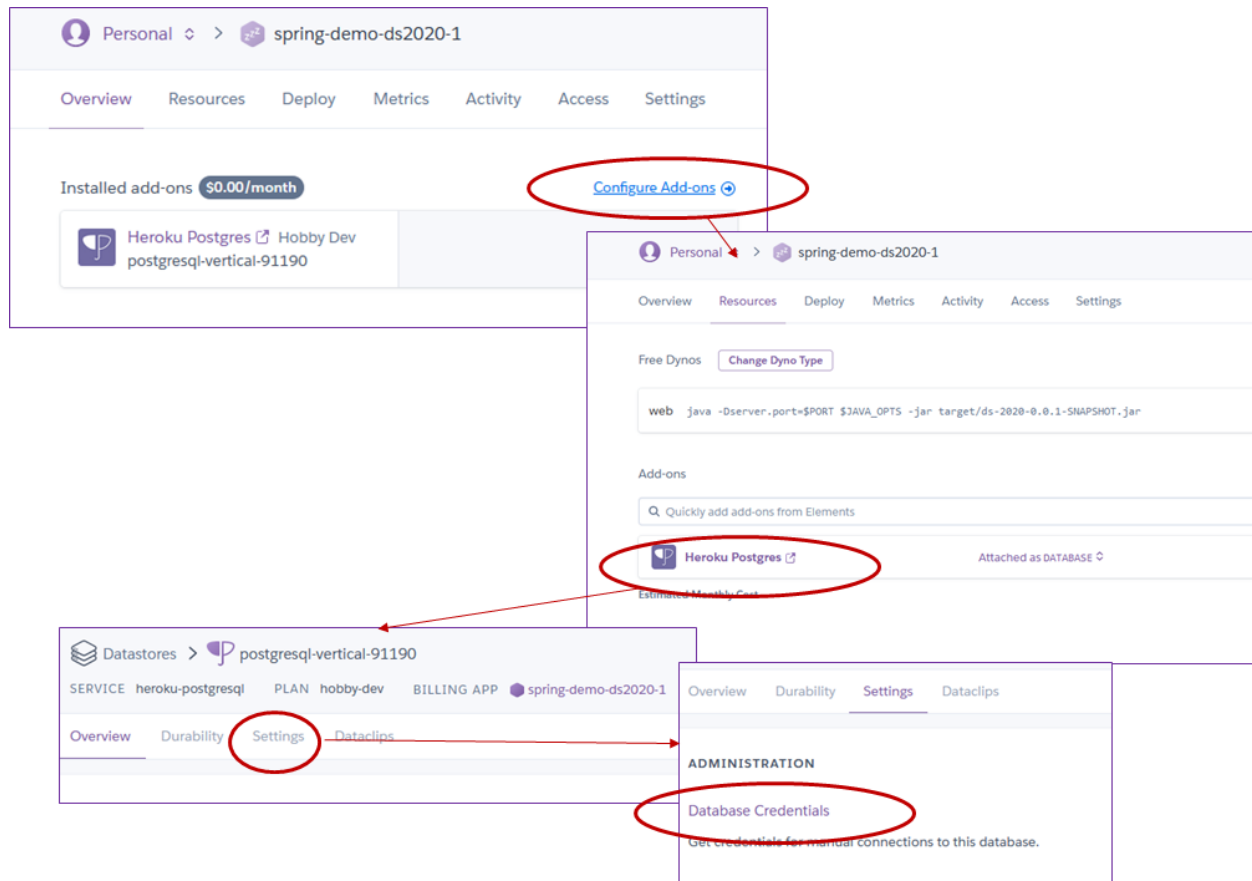 Personal > spring-demo-ds2020-1
Overview Resources Deploy Metrics Activity Access Settings
Installed add-ons $0.00/month Configure Add-ons
Heroku Postgres Hobby Dev
postgresql-vertical-91190
Personal > spring-demo-ds2020-1
Overview Resources Deploy Metrics Activity Access Settings
Free Dynos Change Dyno Type
web java -Dserver.port=$PORT $JAVA_OPTS -jar target/ds-2020-0.0.1-SNAPSHOT.jar
Add-ons
Quickly add add-ons from Elements
Heroku Postgres Attached as DATABASE
Estimated Monthly Cost
Datastores > postgresql-vertical-91190
SERVICE heroku-postgresql PLAN hobby-dev BILLING APP spring-demo-ds2020-1
Overview Durability Settings Dataclips
Overview Durability Settings Dataclips
ADMINISTRATION
Database Credentials
Get credentials for manual connections to this database.